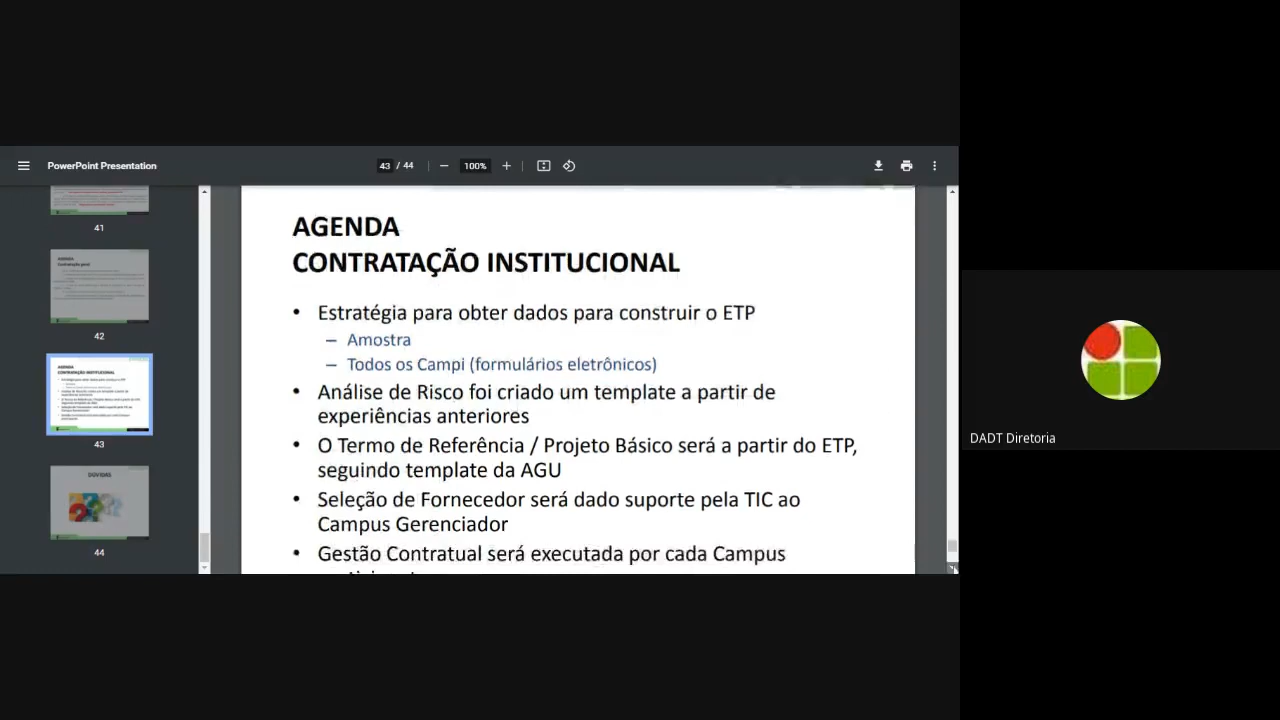 PowerPoint Presentation
43 / 44
100%
41
42
43
DÚVIDAS
44
AGENDA
CONTRATAÇÃO INSTITUCIONAL
• Estratégia para obter dados para construir o ETP
– Amostra
– Todos os Campi (formulários eletrônicos)
• Análise de Risco foi criado um template a partir de
experiências anteriores
• O Termo de Referência / Projeto Básico será a partir do ETP,
seguindo template da AGU
• Seleção de Fornecedor será dado suporte pela TIC ao
Campus Gerenciador
• Gestão Contratual será executada por cada Campus
DADT Diretoria